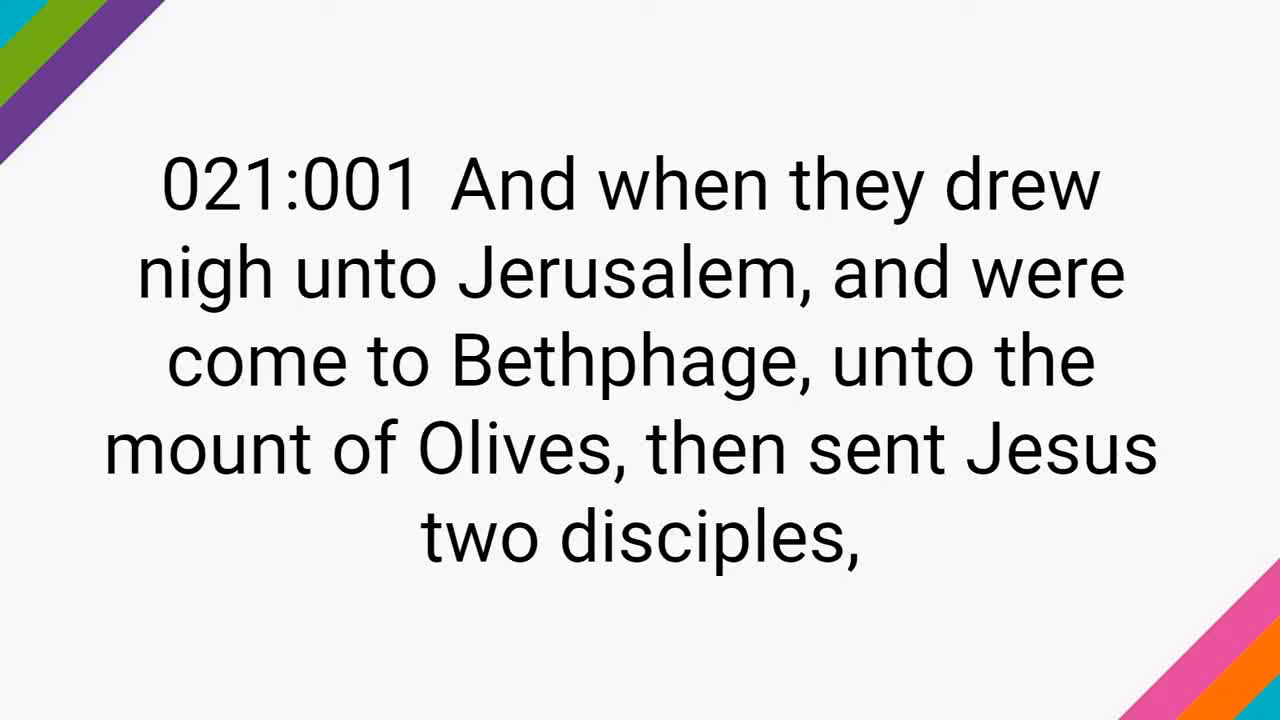 021:001 And when they drew
nigh unto Jerusalem, and were
come to Bethphage, unto the
mount of Olives, then sent Jesus
two disciples,